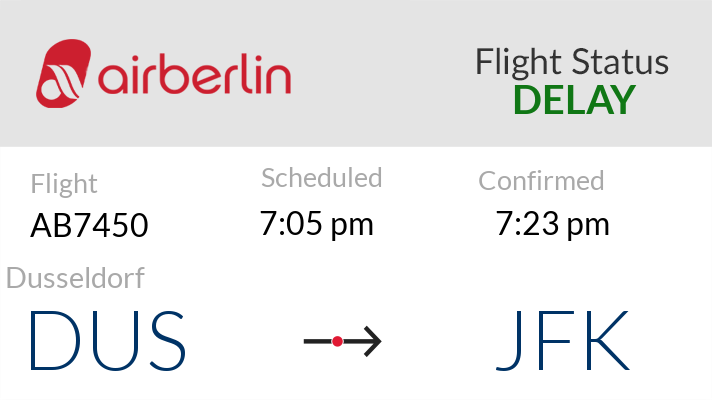 airberlin
Flight Status
DELAY
Flight
Scheduled
Confirmed
AB7450
7:05 pm
7:23 pm
Dusseldorf
DUS
JFK